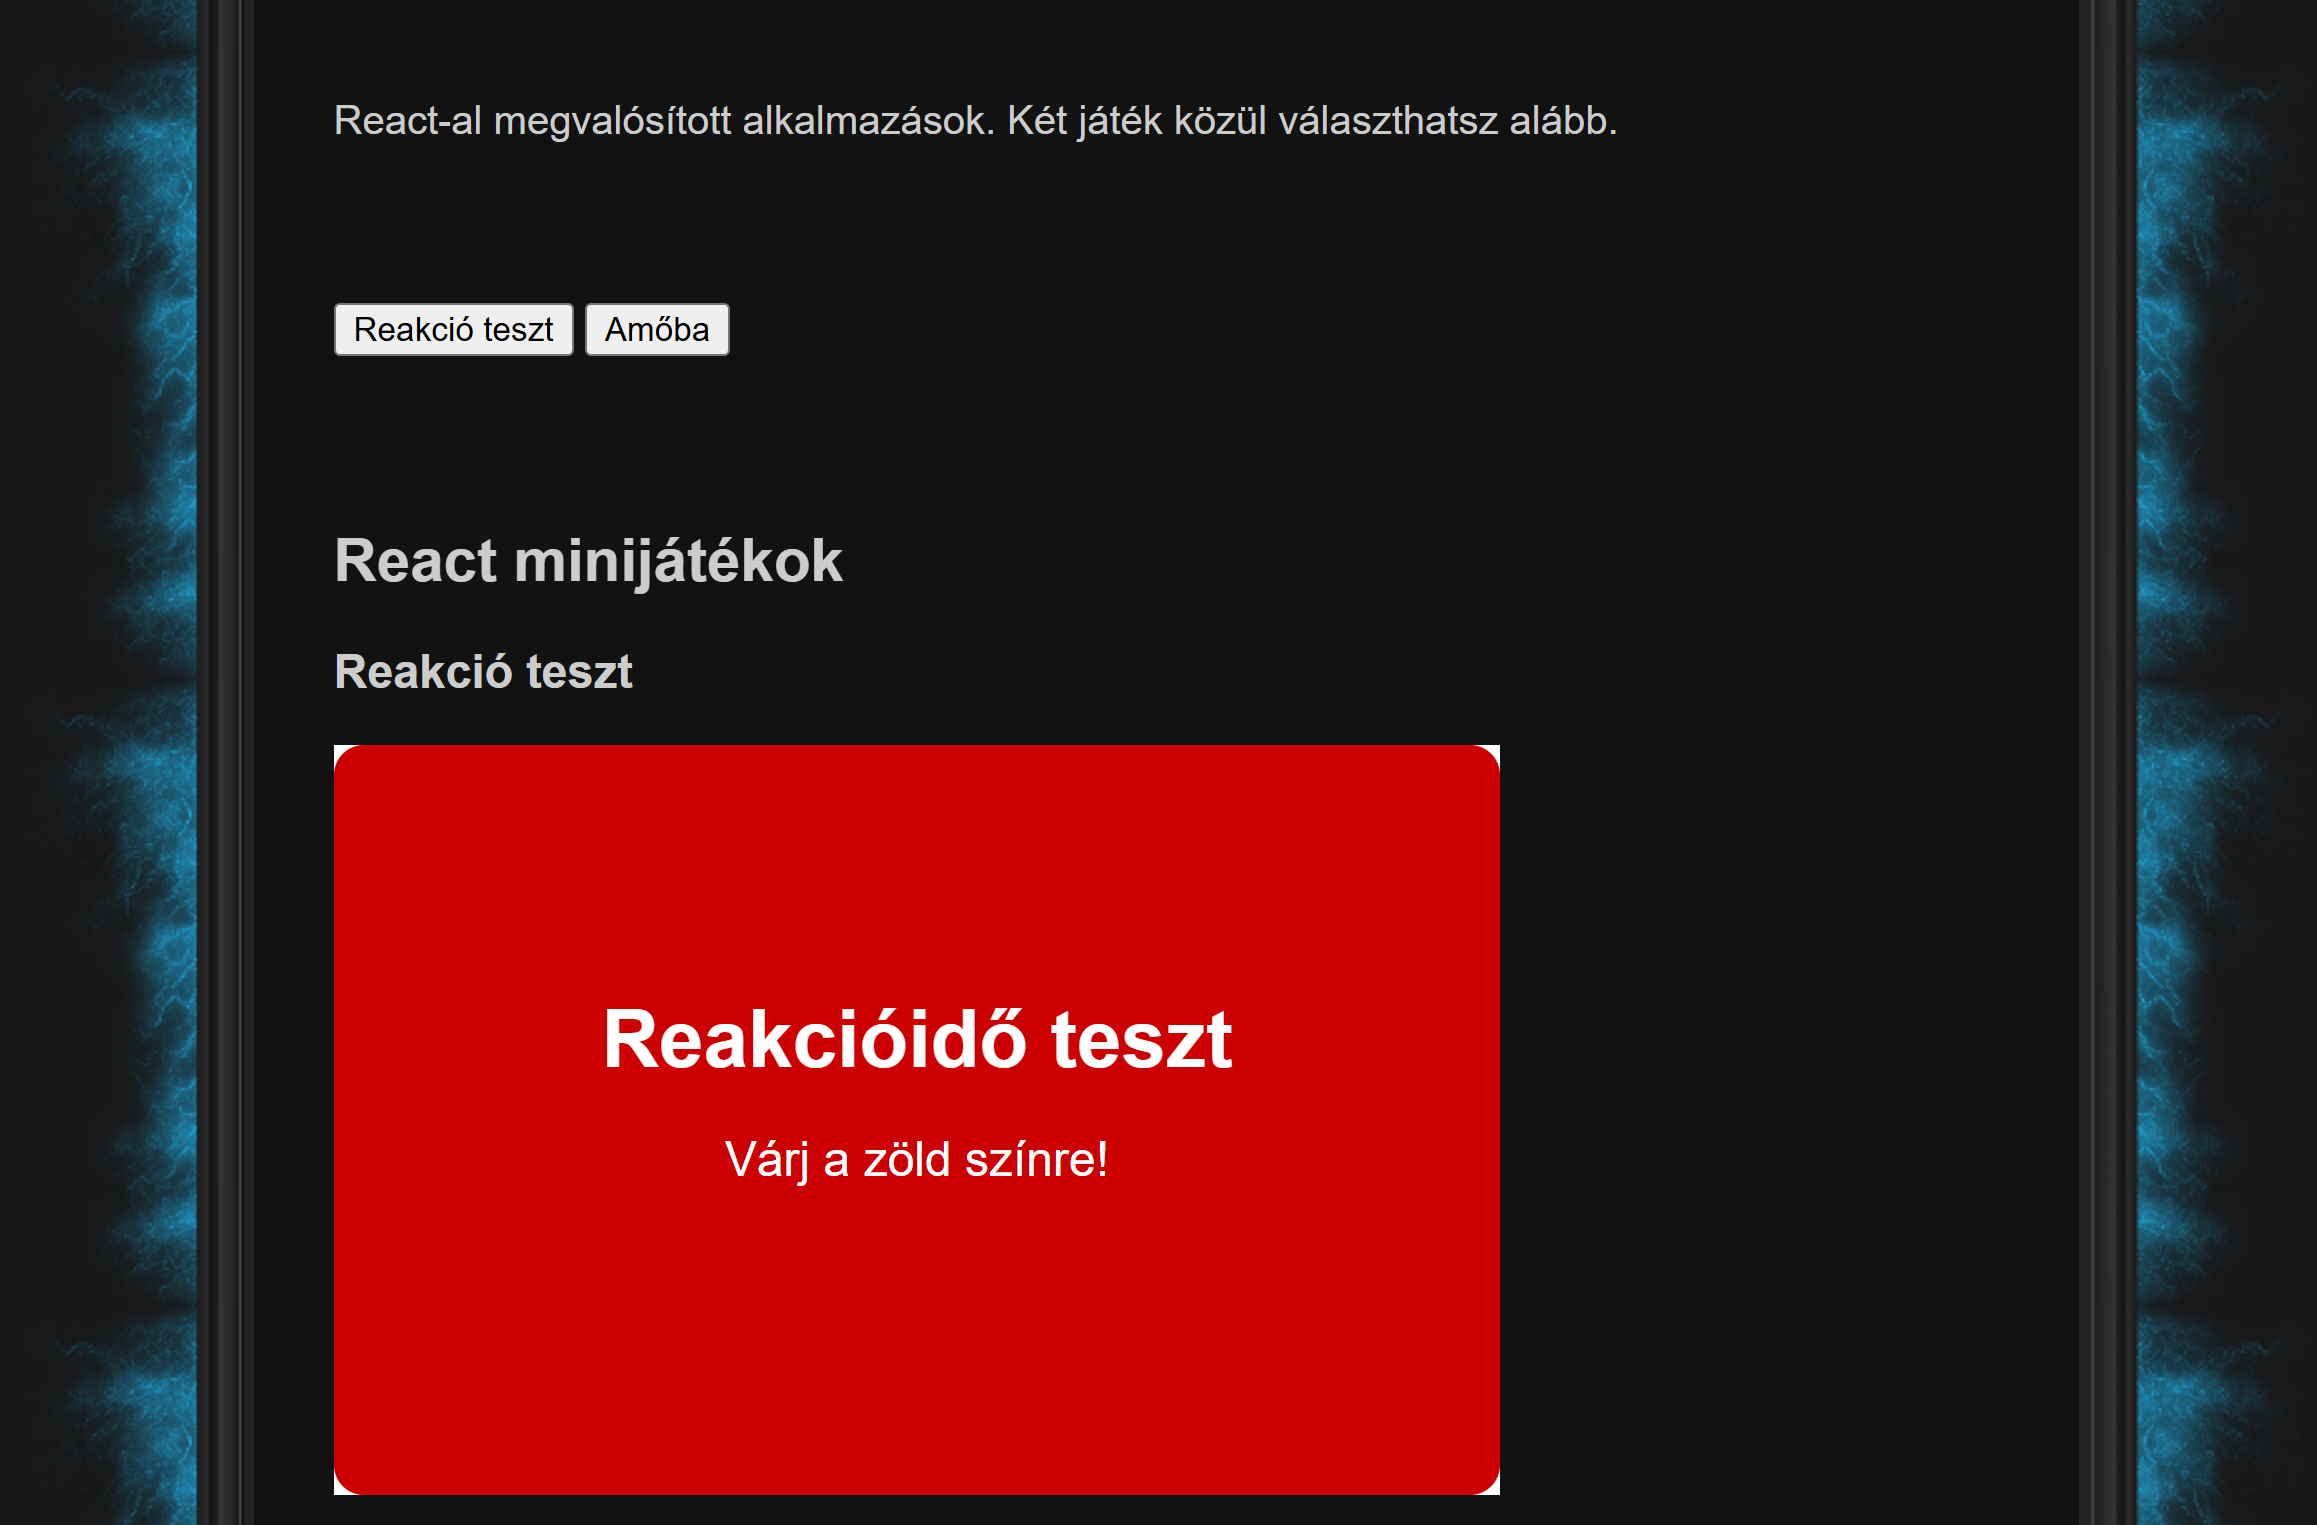 React-al megvalósított alkalmazások. Két játék közül választhatsz alább.
Reakció teszt Amőba
React minijátékok
Reakció teszt
Reakcióidő teszt
Várj a zöld színre!